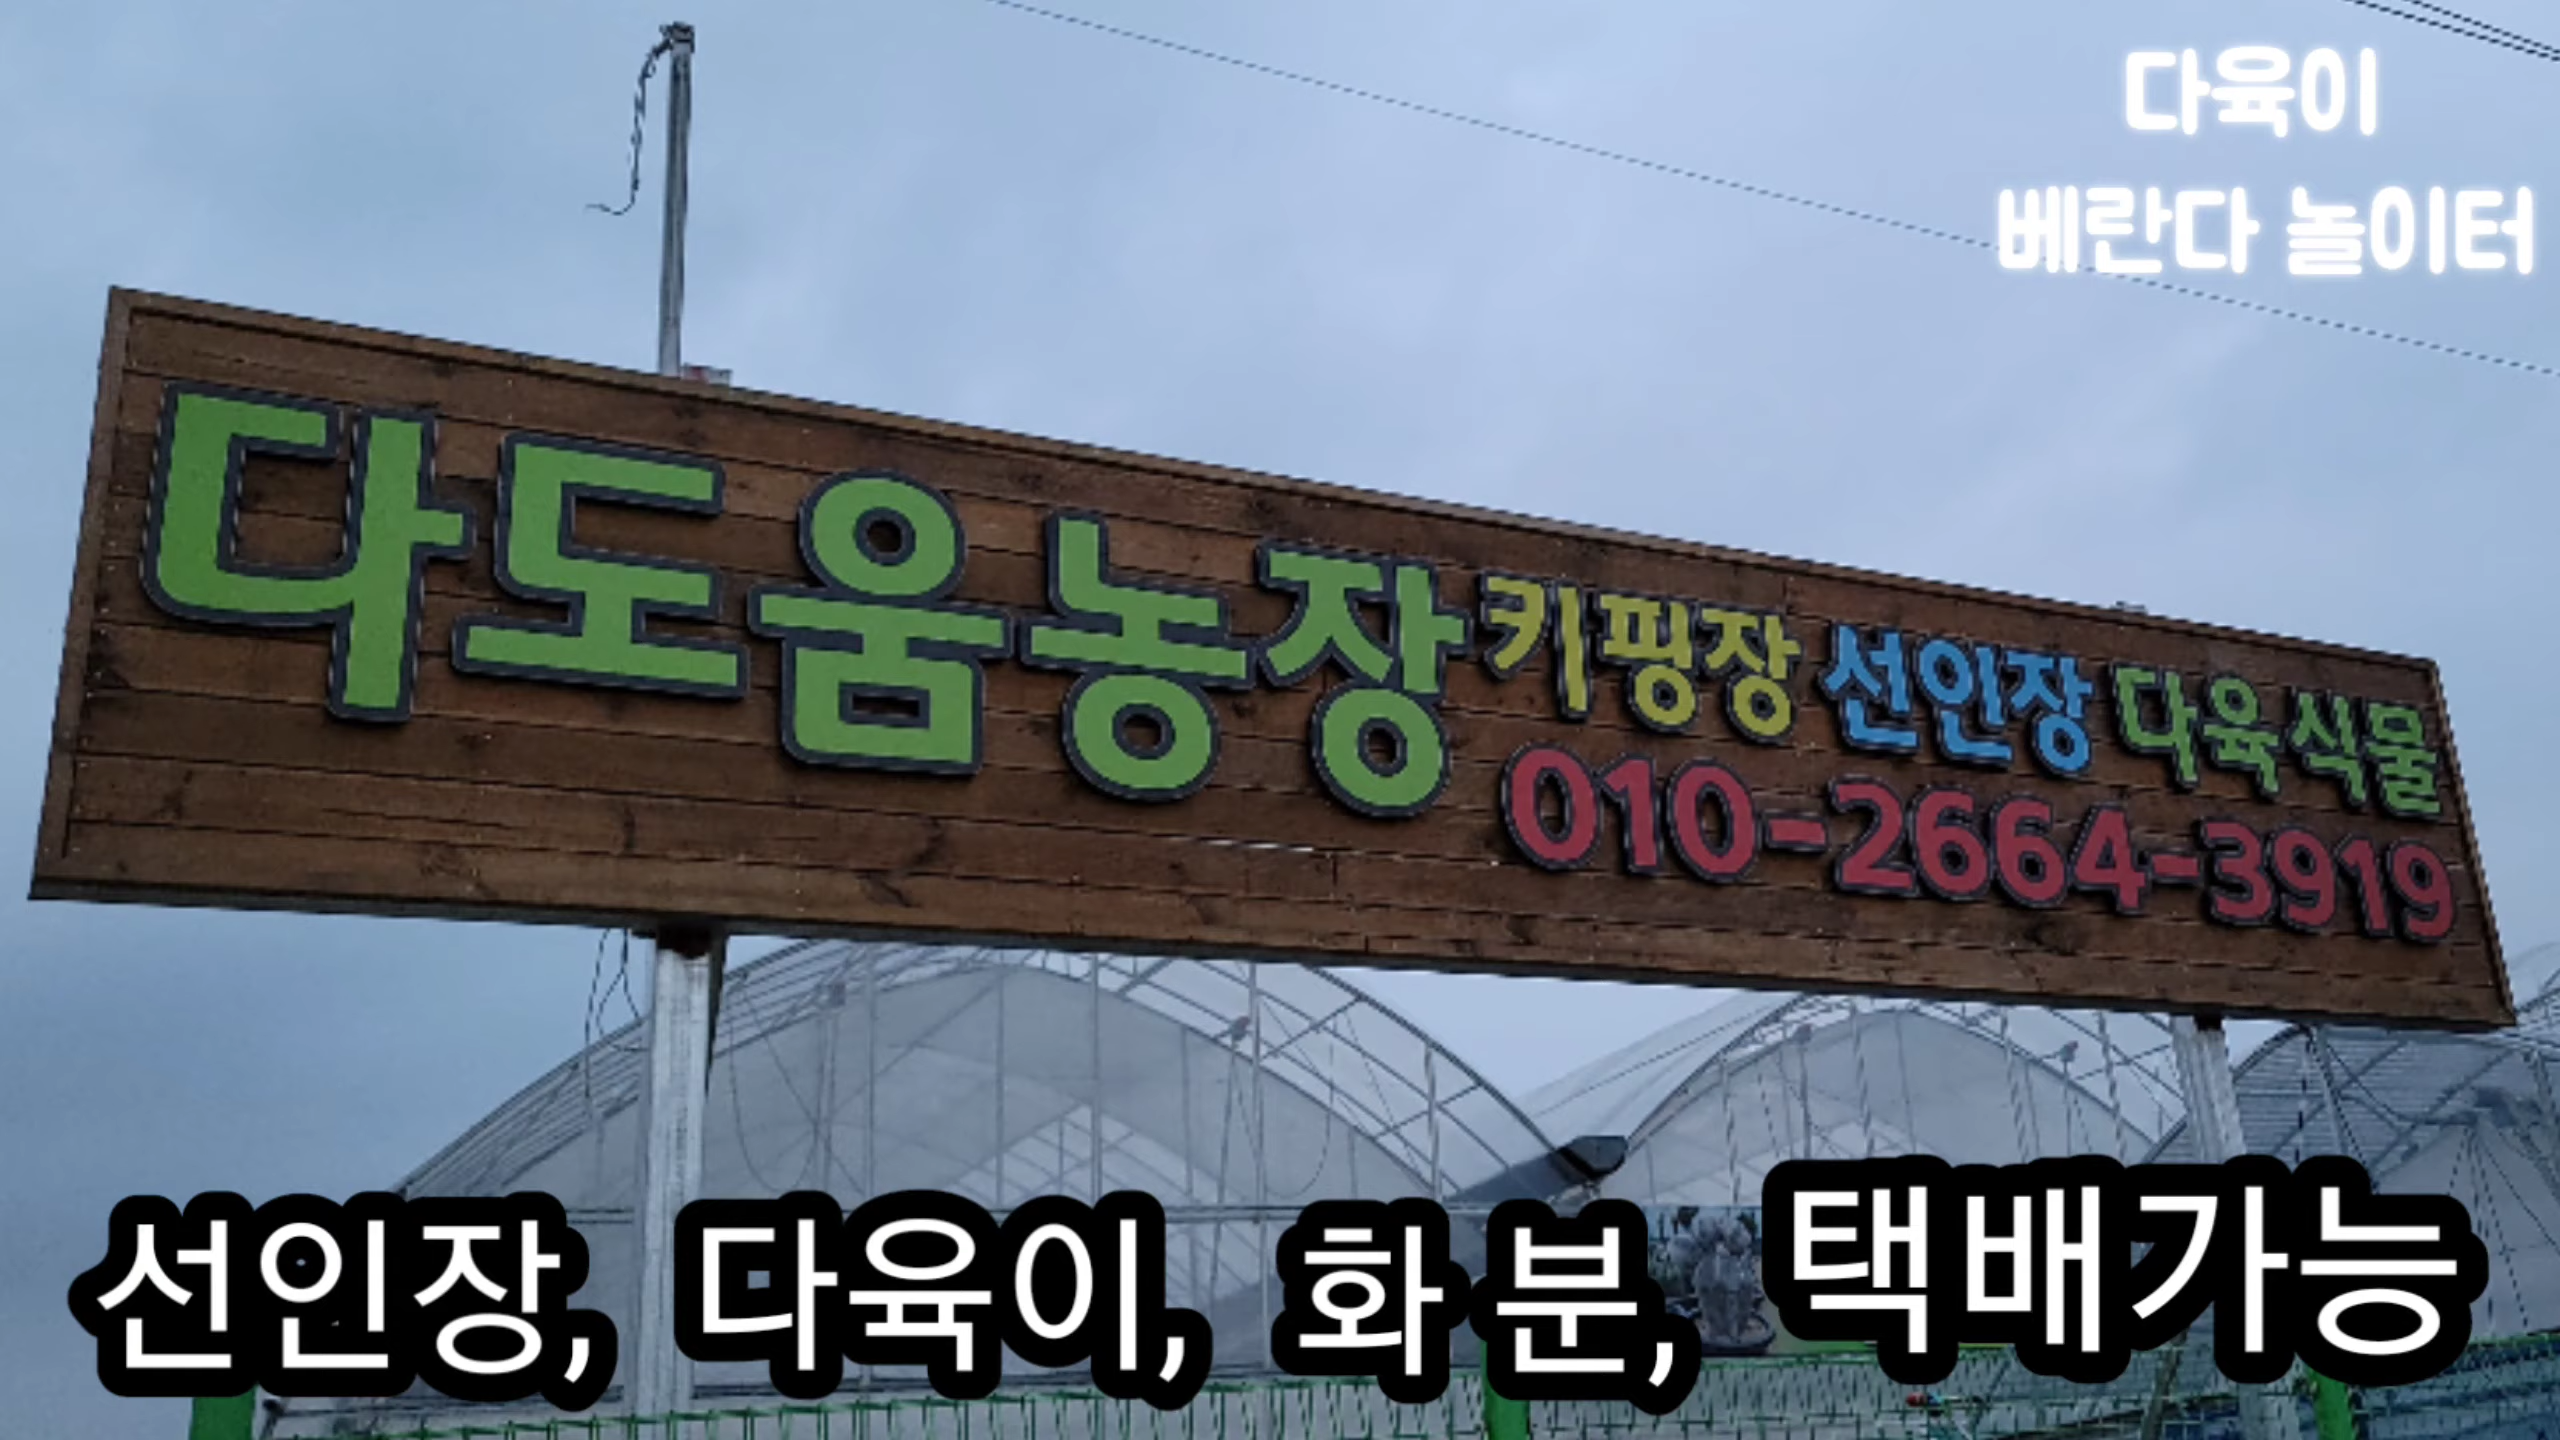 다육이
베란다 놀이터
다도움농장 키핑장 선인장 다육식물
010-2664-3919
선인장, 다육이, 화분, 택배가능